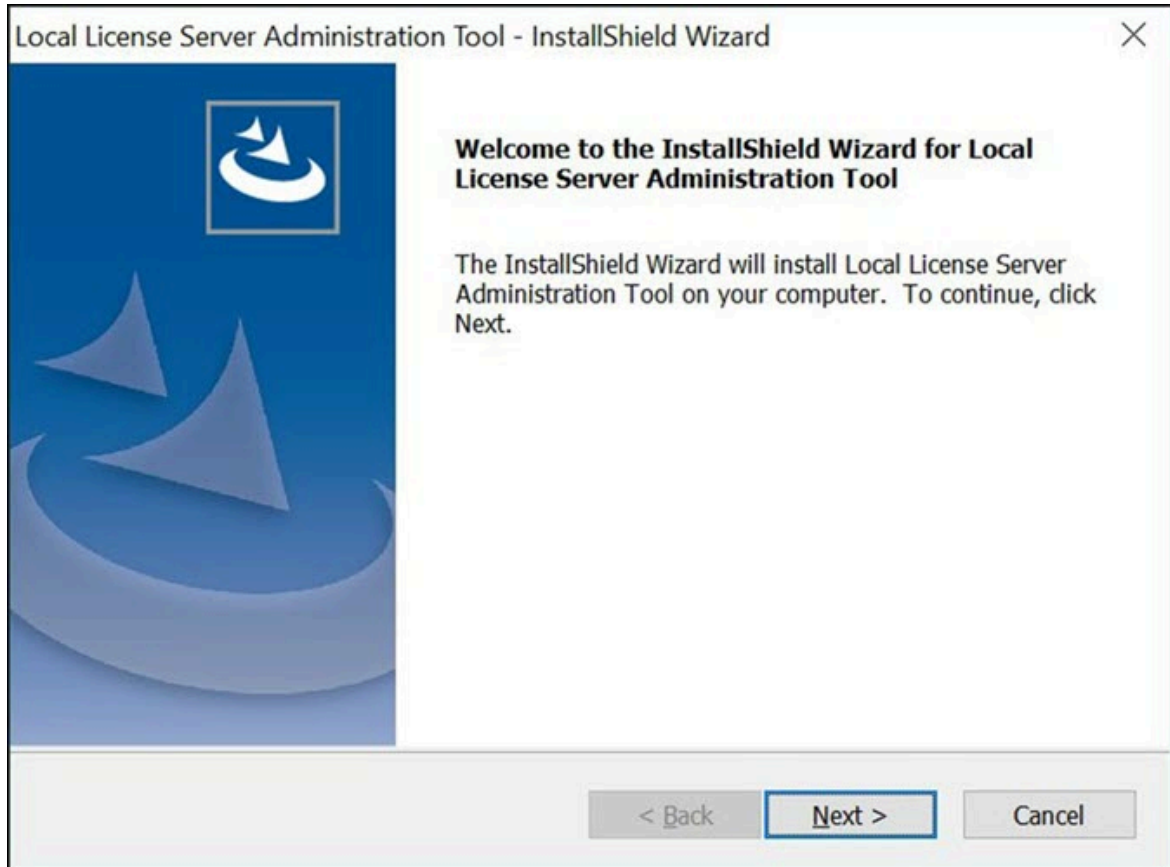 Local License Server Administration Tool - InstallShield Wizard
Welcome to the InstallShield Wizard for Local
License Server Administration Tool
The InstallShield Wizard will install Local License Server
Administration Tool on your computer.  To continue, click
Next.
< Back
Next >
Cancel